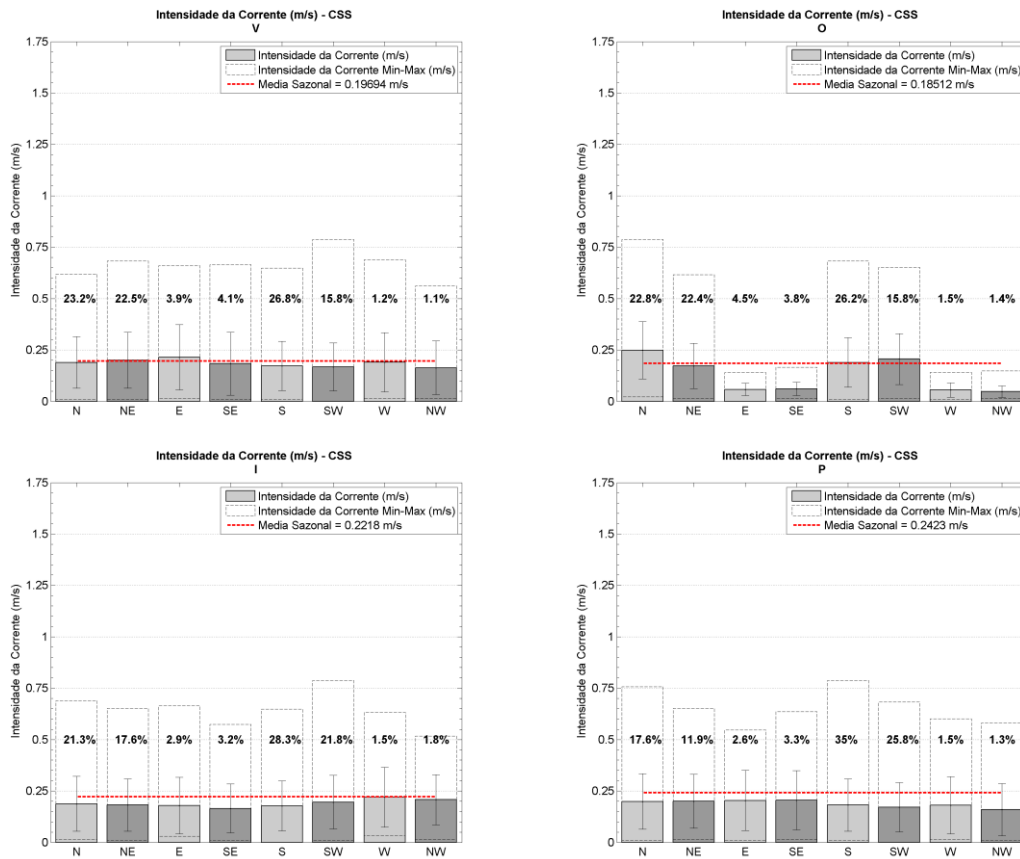 Intensidade da Corrente (m/s) - CSS
V
1.75
1.5
1.25
1
0.75
0.5
0.25
0
Intensidade da Corrente (m/s)
Intensidade da Corrente (m/s)
Intensidade da Corrente Min-Max (m/s)
Media Sazonal = 0.19694 m/s
23.2% 22.5% 3.9% 4.1% 26.8% 15.8% 1.2% 1.1%
N NE E SE S SW W NW
Intensidade da Corrente (m/s) - CSS
O
1.75
1.5
1.25
1
0.75
0.5
0.25
0
Intensidade da Corrente (m/s)
Intensidade da Corrente (m/s)
Intensidade da Corrente Min-Max (m/s)
Media Sazonal = 0.18512 m/s
22.8% 22.4% 4.5% 3.8% 26.2% 15.8% 1.5% 1.4%
N NE E SE S SW W NW
Intensidade da Corrente (m/s) - CSS
I
1.75
1.5
1.25
1
0.75
0.5
0.25
0
Intensidade da Corrente (m/s)
Intensidade da Corrente (m/s)
Intensidade da Corrente Min-Max (m/s)
Media Sazonal = 0.2218 m/s
21.3% 17.6% 2.9% 3.2% 28.3% 21.8% 1.5% 1.8%
N NE E SE S SW W NW
Intensidade da Corrente (m/s) - CSS
P
1.75
1.5
1.25
1
0.75
0.5
0.25
0
Intensidade da Corrente (m/s)
Intensidade da Corrente (m/s)
Intensidade da Corrente Min-Max (m/s)
Media Sazonal = 0.2423 m/s
17.6% 11.9% 2.6% 3.3% 35% 25.8% 1.5% 1.3%
N NE E SE S SW W NW